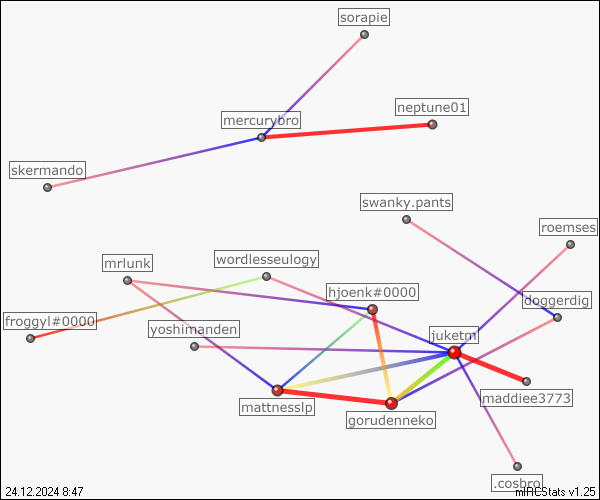 sorapie
neptune01
mercurybro
skermando
swanky.pants
roemses
wordlesseulogy
mrlunk
hjoenk#0000
doggerdig
froggyl#0000
yoshimanden
juketnt
maddiee3773
mattnesslp
gorudenneko
.cosbro
24.12.2024 8:47
mIRCStats v1.25